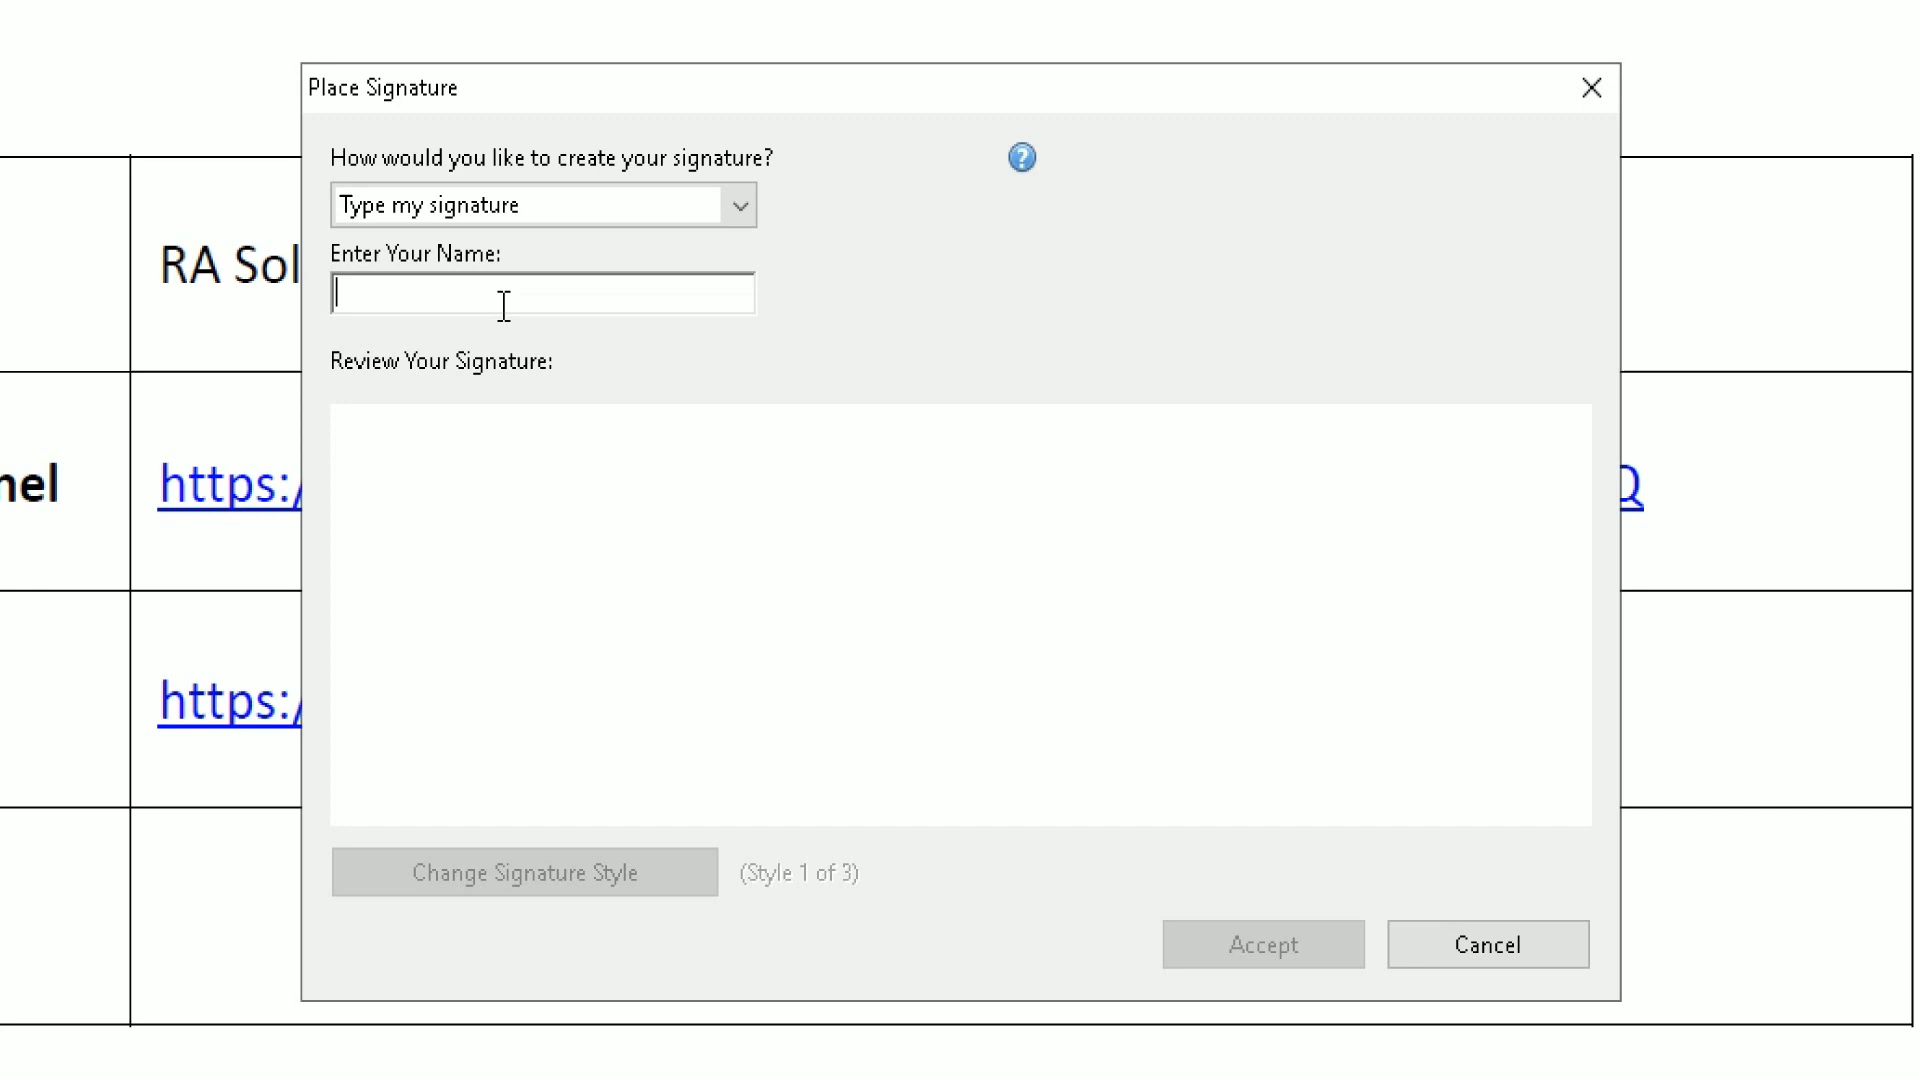 Place Signature
How would you like to create your signature?
Type my signature
Enter Your Name:
RA Sol
Review Your Signature:
nel
https:/
Q
https:/
Change Signature Style
(Style 1 of 3)
Accept
Cancel